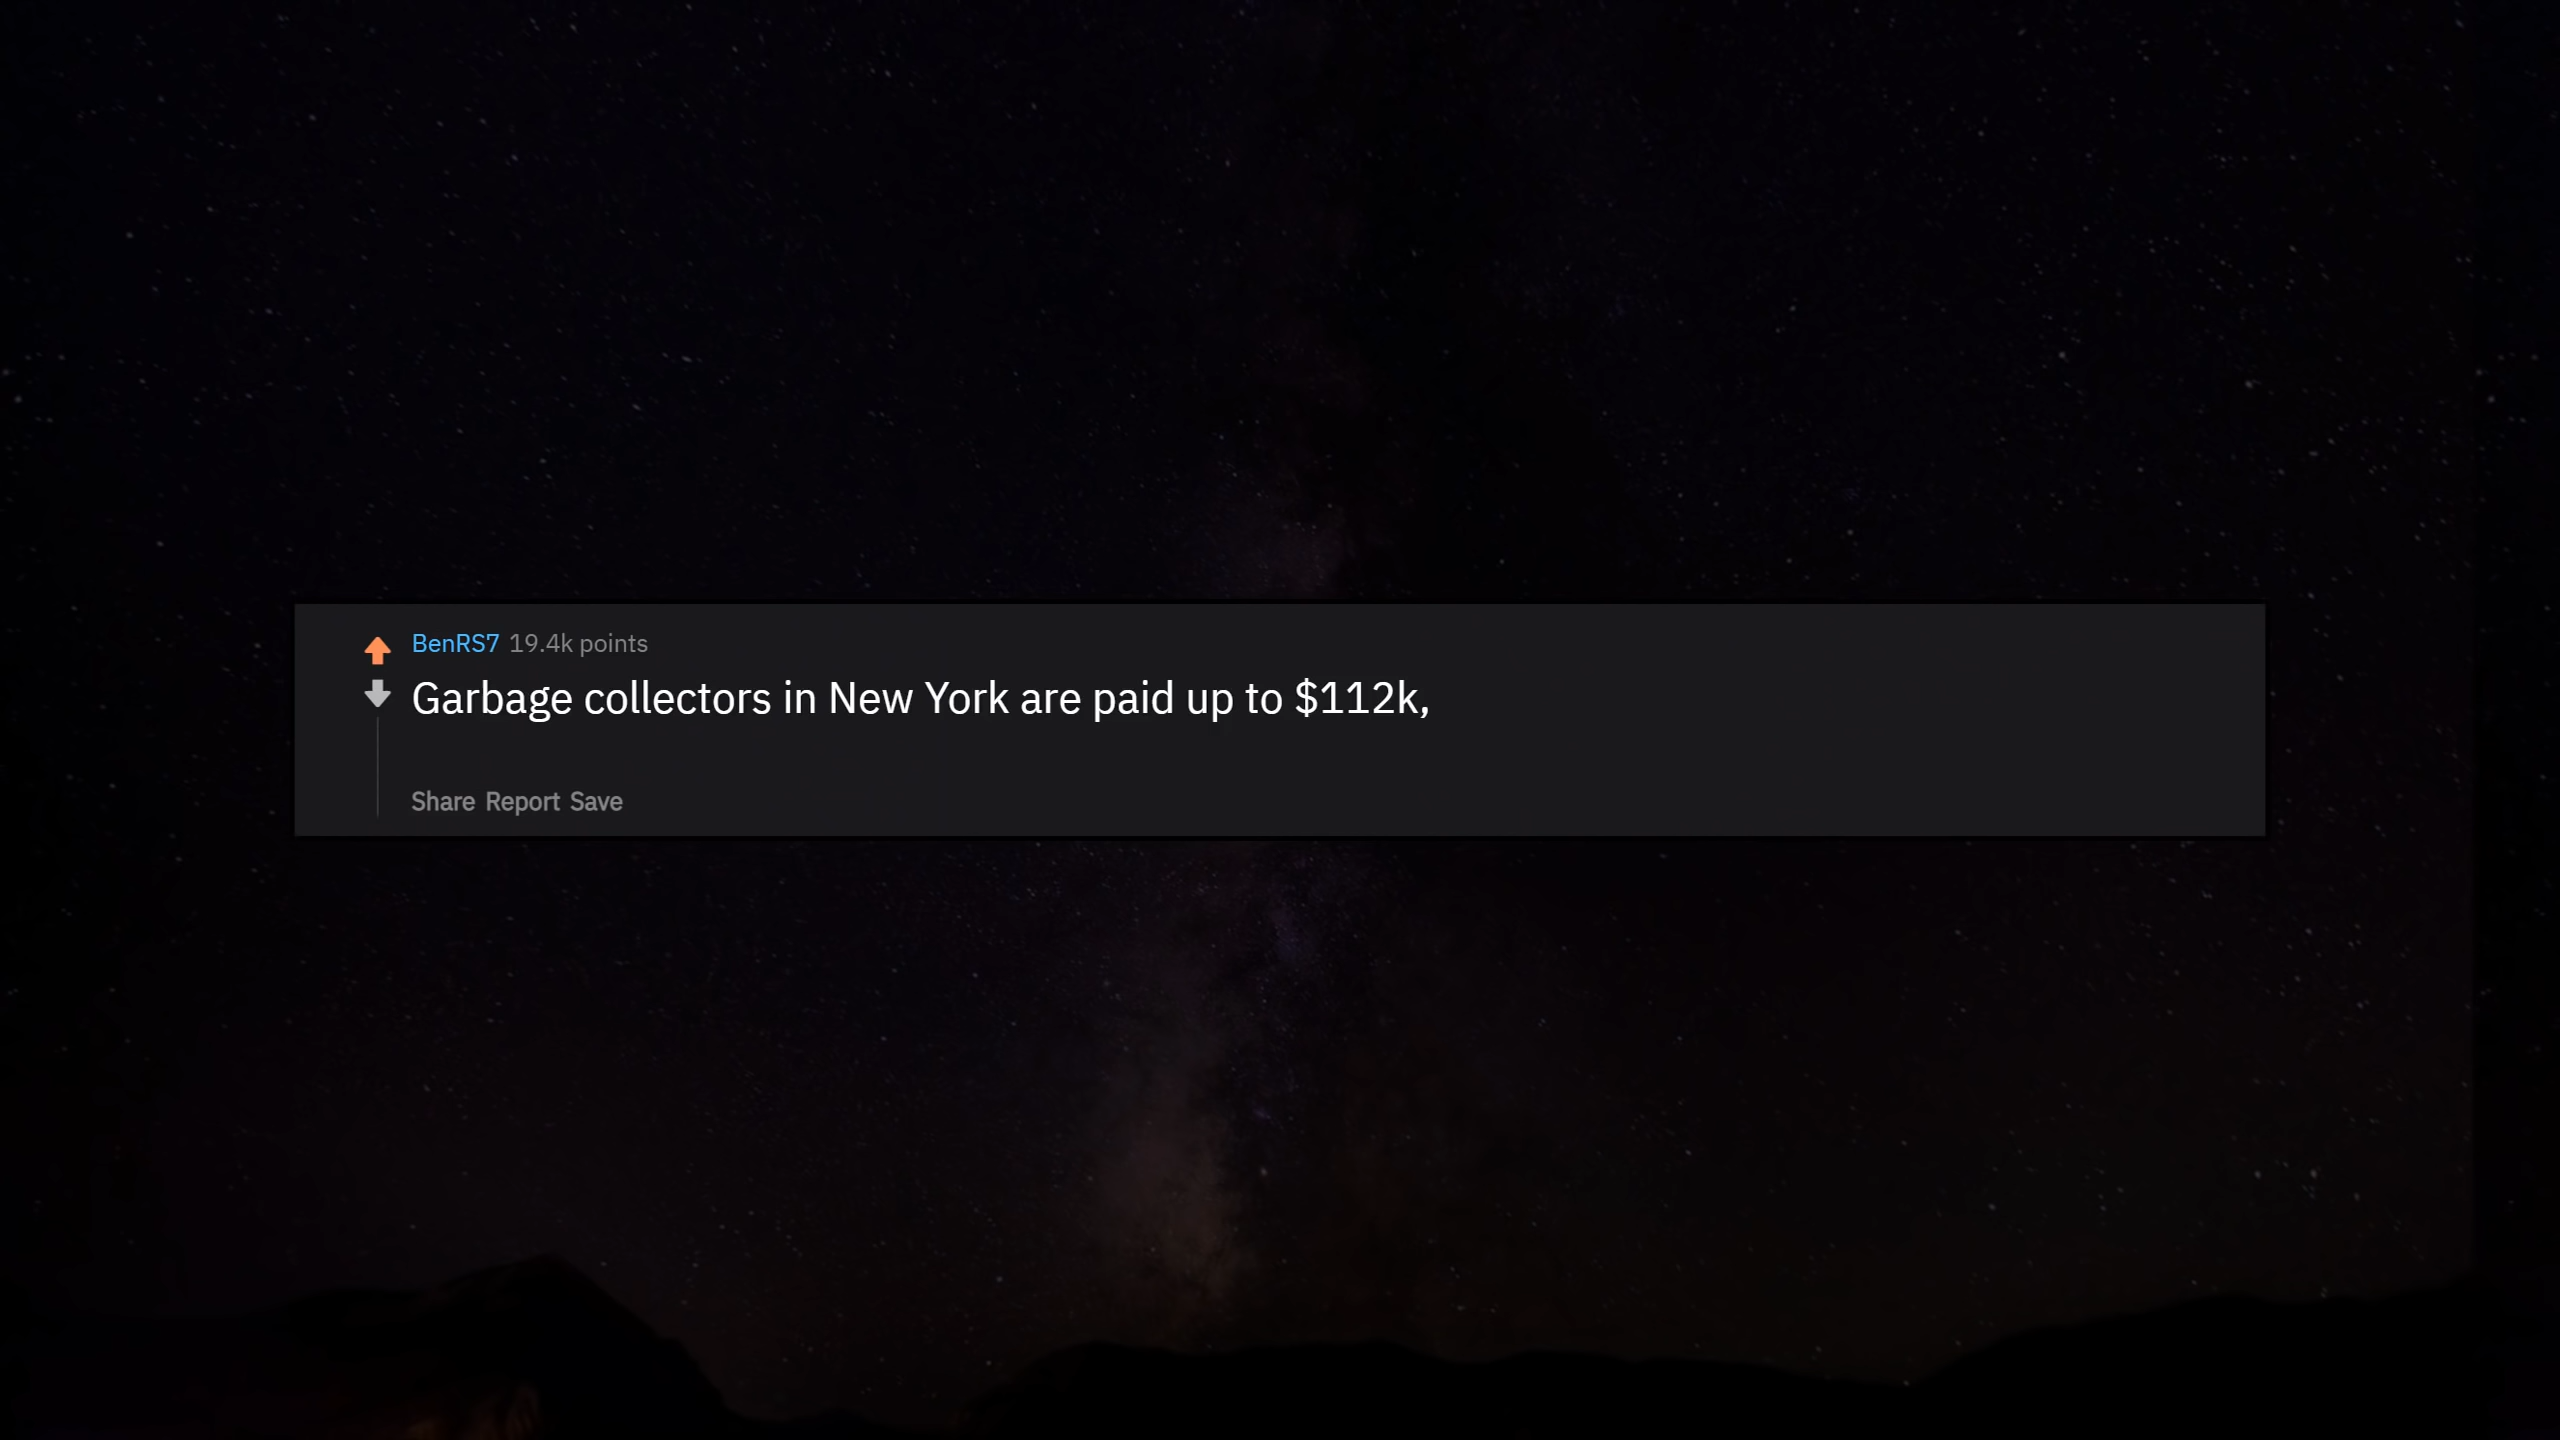 BenRS7 19.4k points
Garbage collectors in New York are paid up to $112k,
Share Report Save